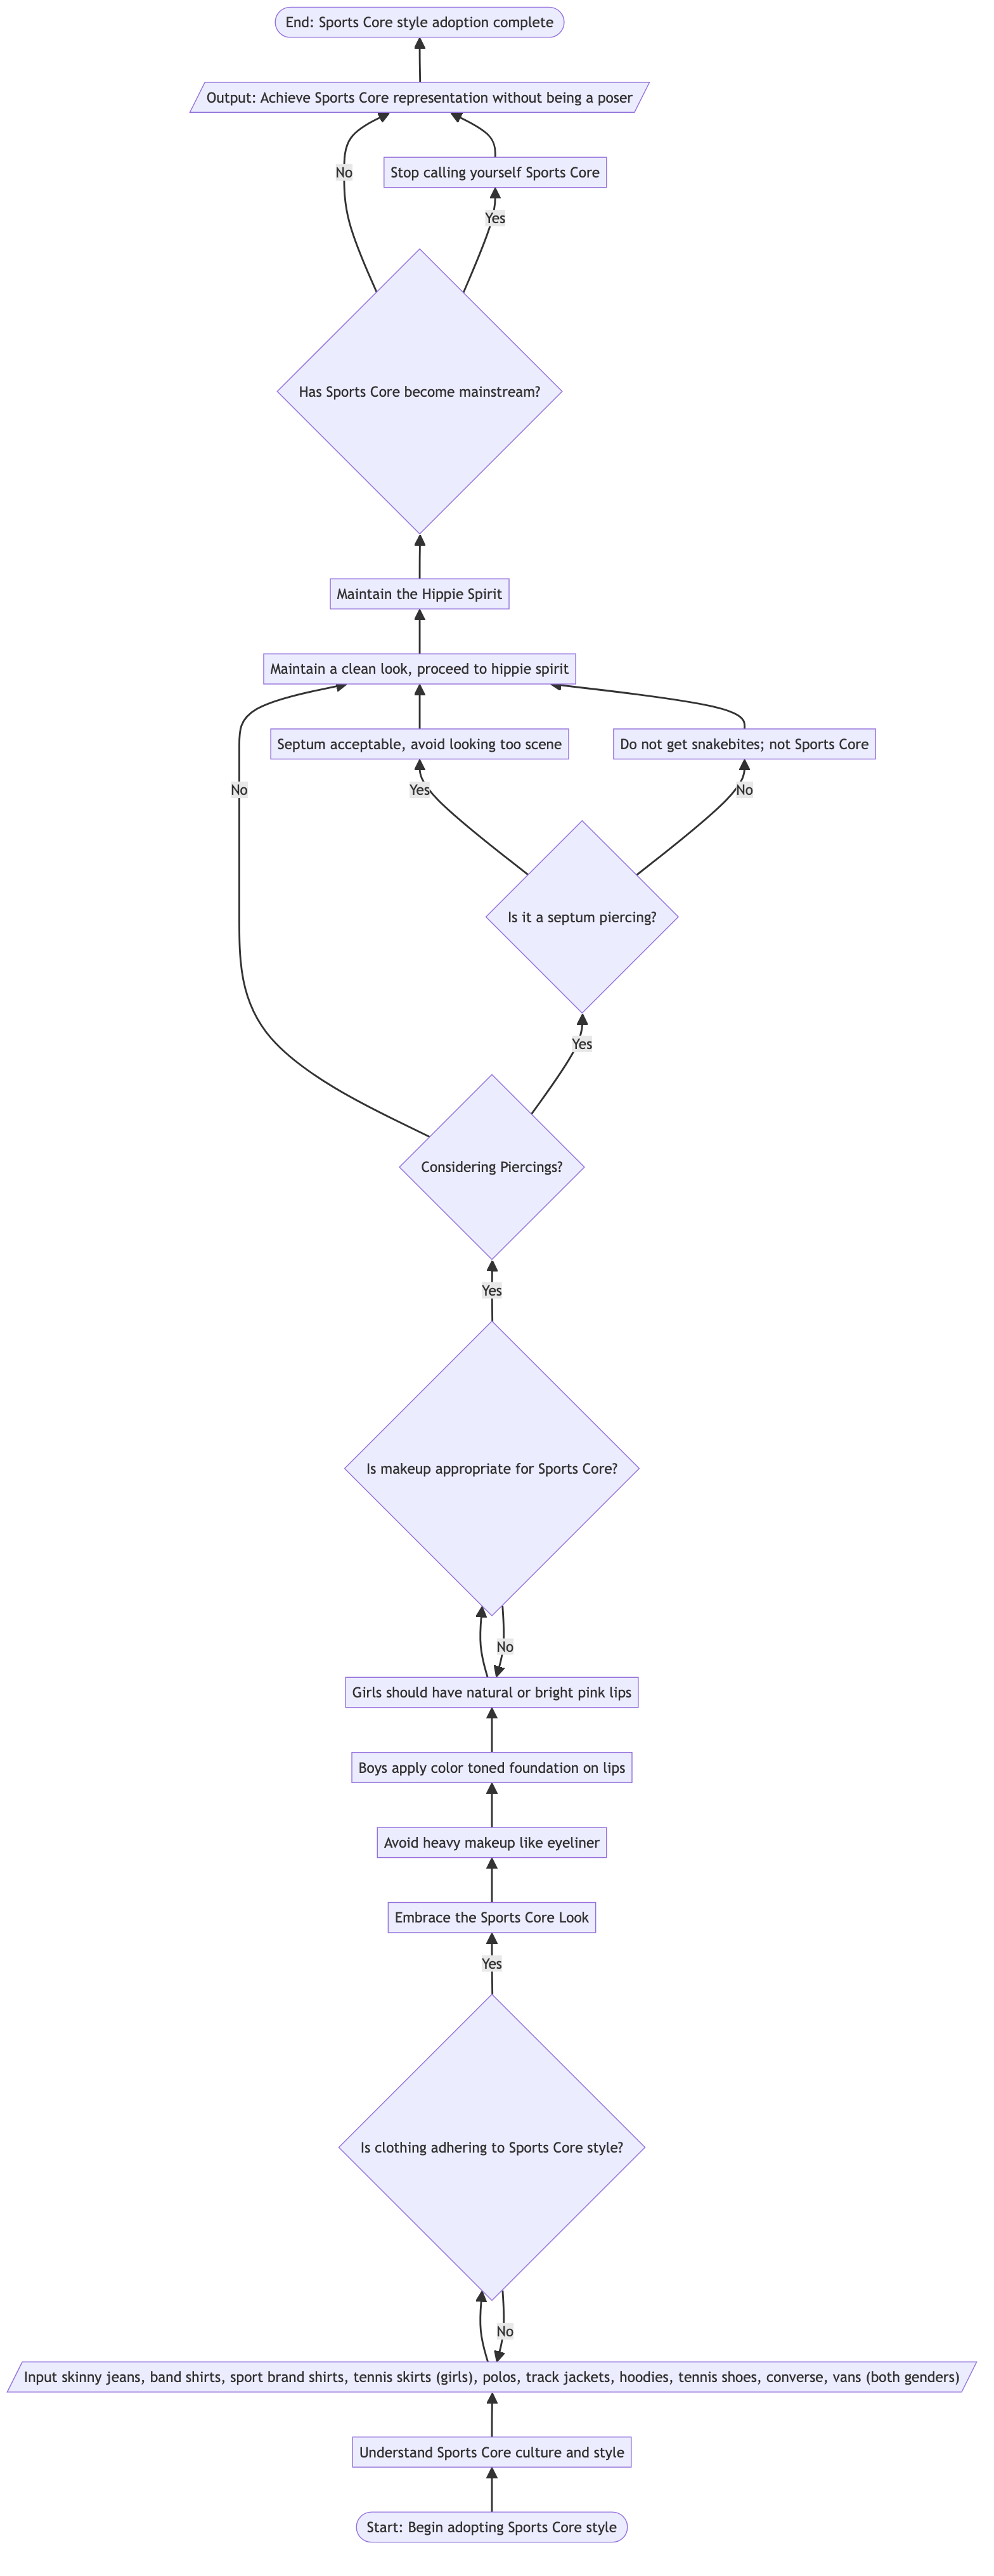 End: Sports Core style adoption complete
Output: Achieve Sports Core representation without being a poser
Stop calling yourself Sports Core
No
Yes
Has Sports Core become mainstream?
Maintain the Hippie Spirit
Maintain a clean look, proceed to hippie spirit
Septum acceptable, avoid looking too scene
Do not get snakebites; not Sports Core
No
Yes
No
Is it a septum piercing?
Yes
Considering Piercings?
Yes
Is makeup appropriate for Sports Core?
No
Girls should have natural or bright pink lips
Boys apply color toned foundation on lips
Avoid heavy makeup like eyeliner
Embrace the Sports Core Look
Yes
Is clothing adhering to Sports Core style?
No
Input skinny jeans, band shirts, sport brand shirts, tennis skirts (girls), polos, track jackets, hoodies, tennis shoes, converse, vans (both genders)
Understand Sports Core culture and style
Start: Begin adopting Sports Core style